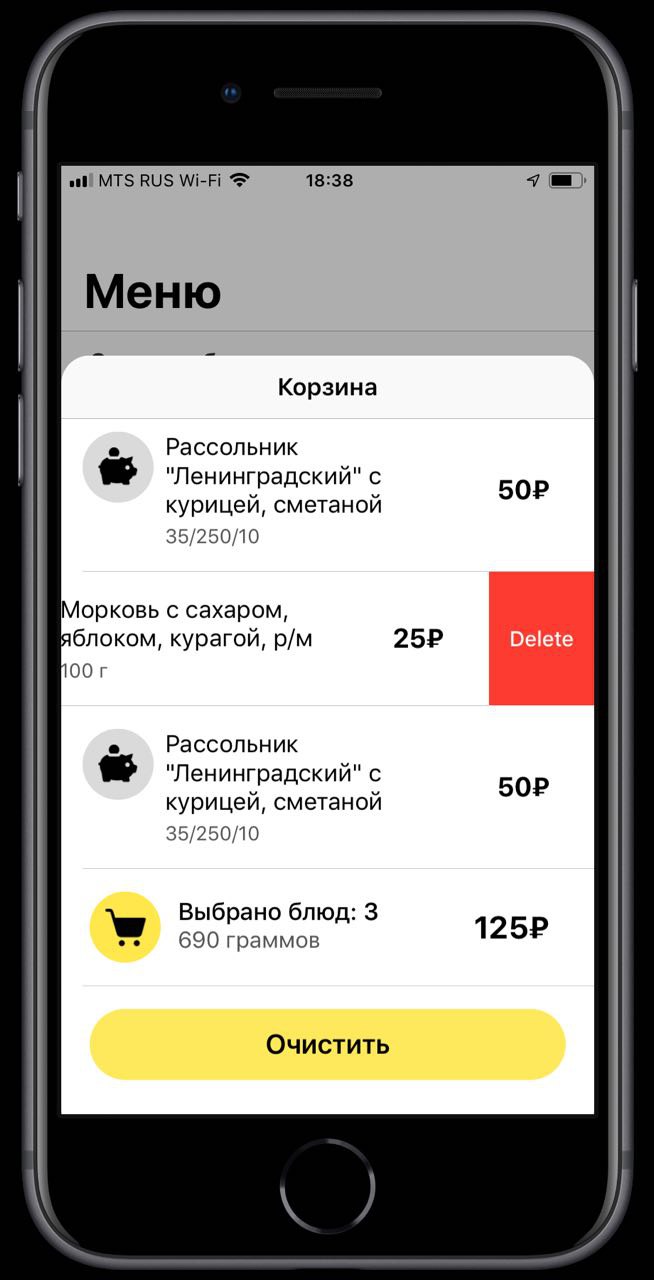 MTS RUS Wi-Fi 18:38
Меню
Корзина
Рассольник
"Ленинградский" с
курицей, сметаной
50₽
35/250/10
Морковь с сахаром,
яблоком, курагой, р/м
25₽
Delete
100 г
Рассольник
"Ленинградский" с
курицей, сметаной
50₽
35/250/10
Выбрано блюд: 3
690 граммов
125₽
Очистить